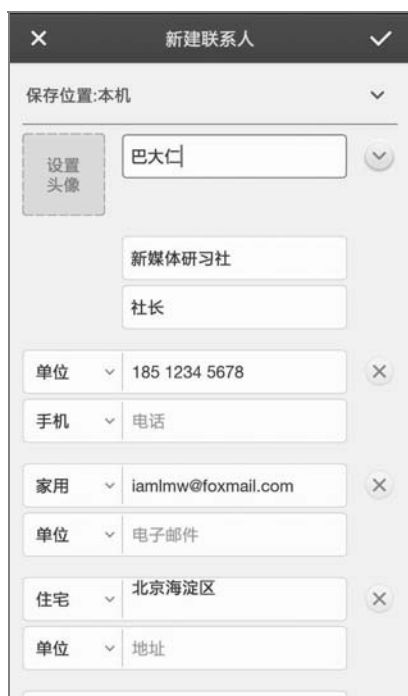 新建联系人
保存位置:本机
设置
头像
巴大仁
新媒体研习社
社长
单位 185 1234 5678
手机 电话
家用 iamlmw@foxmail.com
单位 电子邮件
住宅 北京海淀区
单位 地址